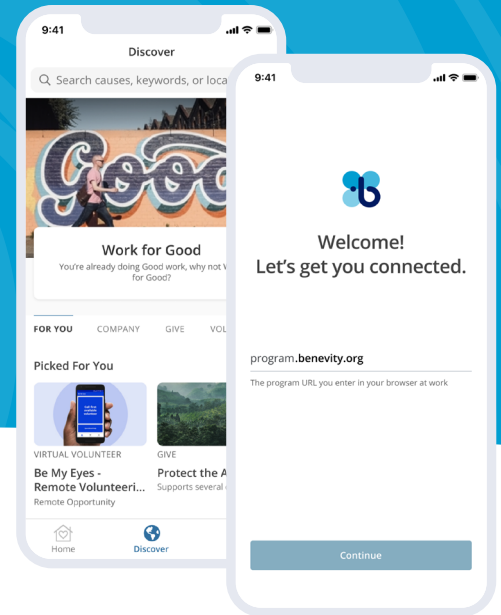 9:41
Discover
Search causes, keywords, or loca
Good
Work for Good
You're already doing Good work, why not
for Good?
FOR YOU COMPANY GIVE VOL
Picked For You
VIRTUAL VOLUNTEER
Be My Eyes -
Remote Volunteeri...
Remote Opportunity
GIVE
Protect the A
Supports several
Home
Discover
9:41
b
Welcome!
Let's get you connected.
program.benevity.org
The program URL you enter in your browser at work
Continue